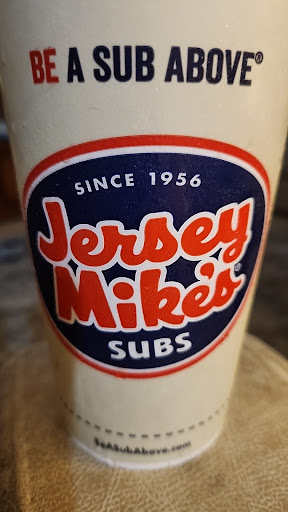 BE A SUB ABOVE®
SINCE 1956
Jersey
Mike's®
SUBS
BeASubAbove.com